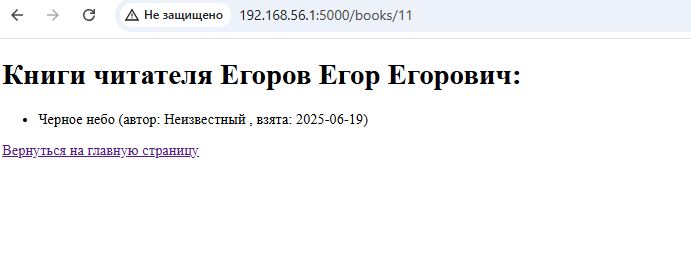 Не защищено 192.168.56.1:5000/books/11
Книги читателя Егоров Егор Егорович:
• Черное небо (автор: Неизвестный , взята: 2025-06-19)
Вернуться на главную страницу